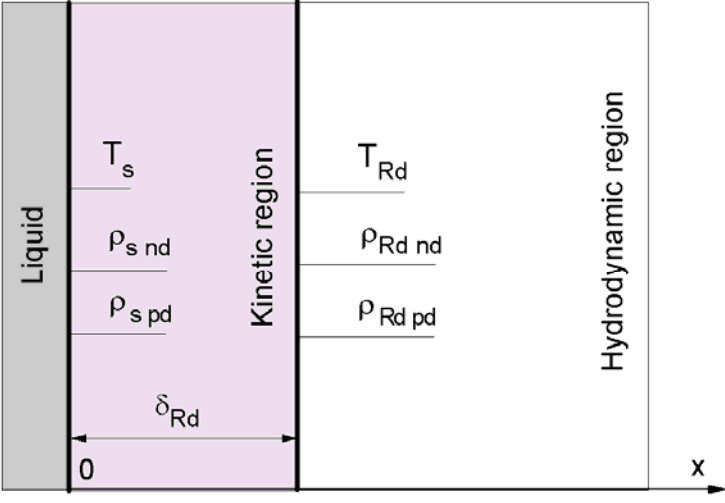 Liquid
T_s
ρ_s nd
ρ_s pd
δ_Rd
0
Kinetic region
T_Rd
ρ_Rd nd
ρ_Rd pd
Hydrodynamic region
x